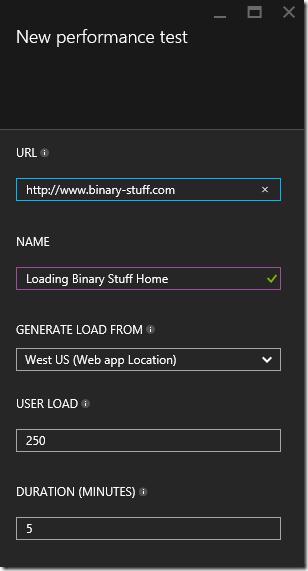 New performance test
URL
http://www.binary-stuff.com
NAME
Loading Binary Stuff Home
GENERATE LOAD FROM
West US (Web app Location)
USER LOAD
250
DURATION (MINUTES)
5